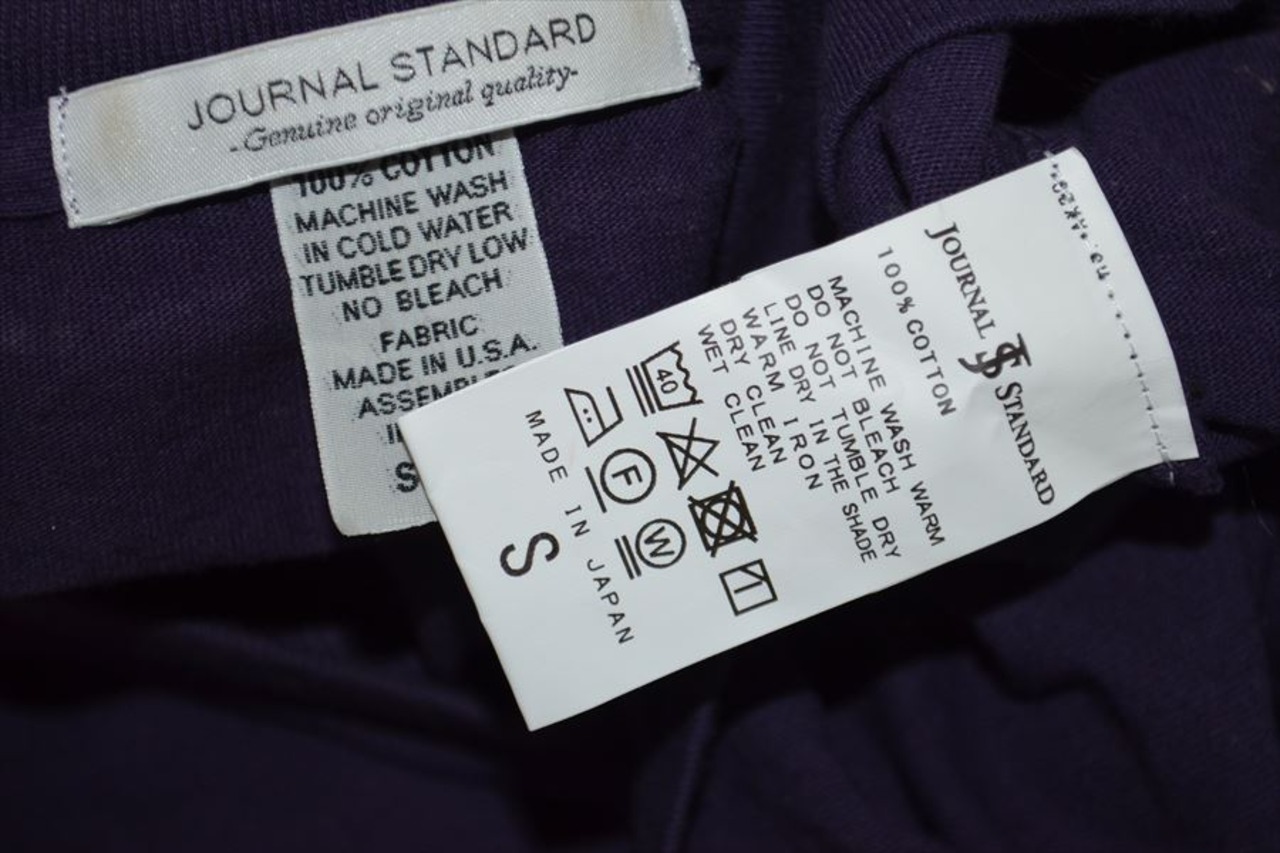 JOURNAL STANDARD
-Genuine original quality-
100% COTTON
MACHINE WASH
IN COLD WATER
TUMBLE DRY LOW
NO BLEACH
FABRIC
MADE IN U.S.A.
S
JOURNAL JS STANDARD
100% COTTON
MACHINE WASH WARM
DO NOT BLEACH
DO NOT TUMBLE DRY
LINE DRY IN THE SHADE
WARM IRON
DRY CLEAN
WET CLEAN
40
F
W
MADE IN JAPAN
S